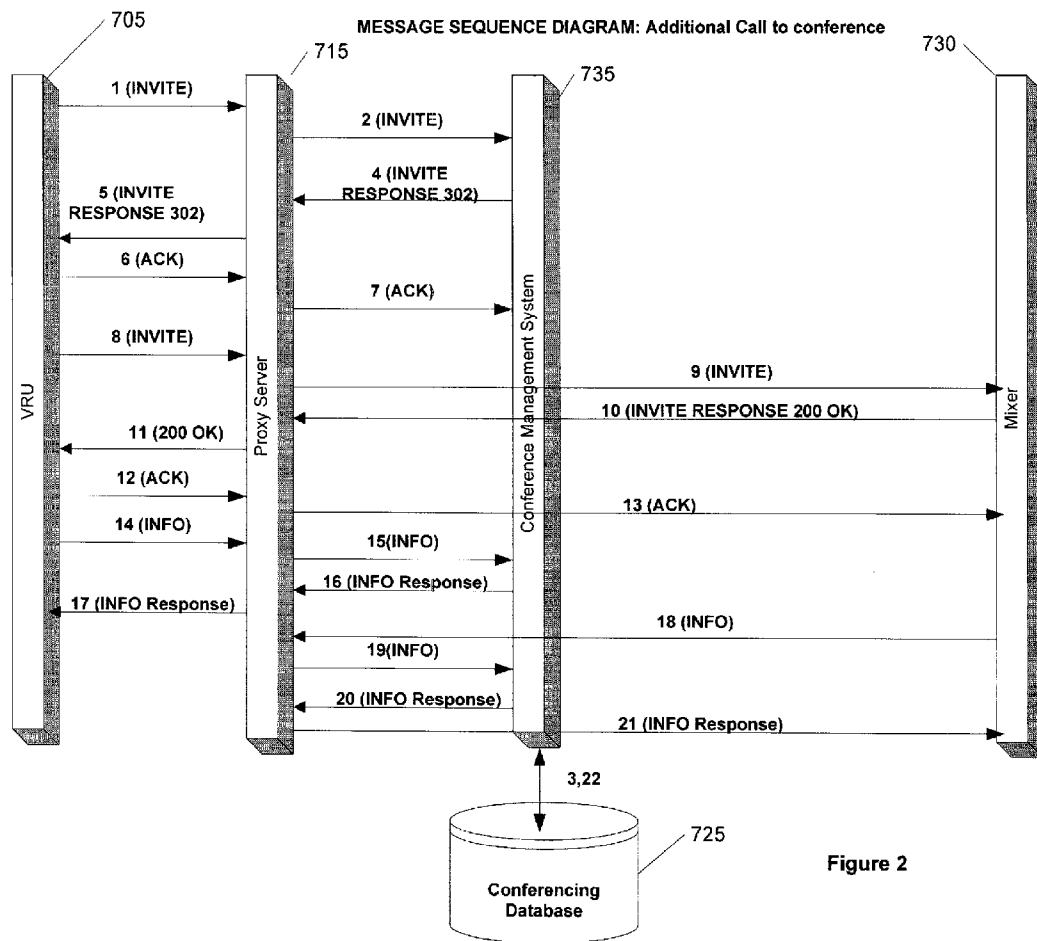 705
MESSAGE SEQUENCE DIAGRAM: Additional Call to conference
715
730
735
1 (INVITE)
2 (INVITE)
4 (INVITE
RESPONSE 302)
5 (INVITE
RESPONSE 302)
6 (ACK)
7 (ACK)
8 (INVITE)
9 (INVITE)
10 (INVITE RESPONSE 200 OK)
11 (200 OK)
12 (ACK)
13 (ACK)
14 (INFO)
15(INFO)
16 (INFO Response)
17 (INFO Response)
18 (INFO)
19(INFO)
20 (INFO Response)
21 (INFO Response)
VRU
Proxy Server
Conference Management System
Mixer
3,22
725
Conferencing
Database
Figure 2